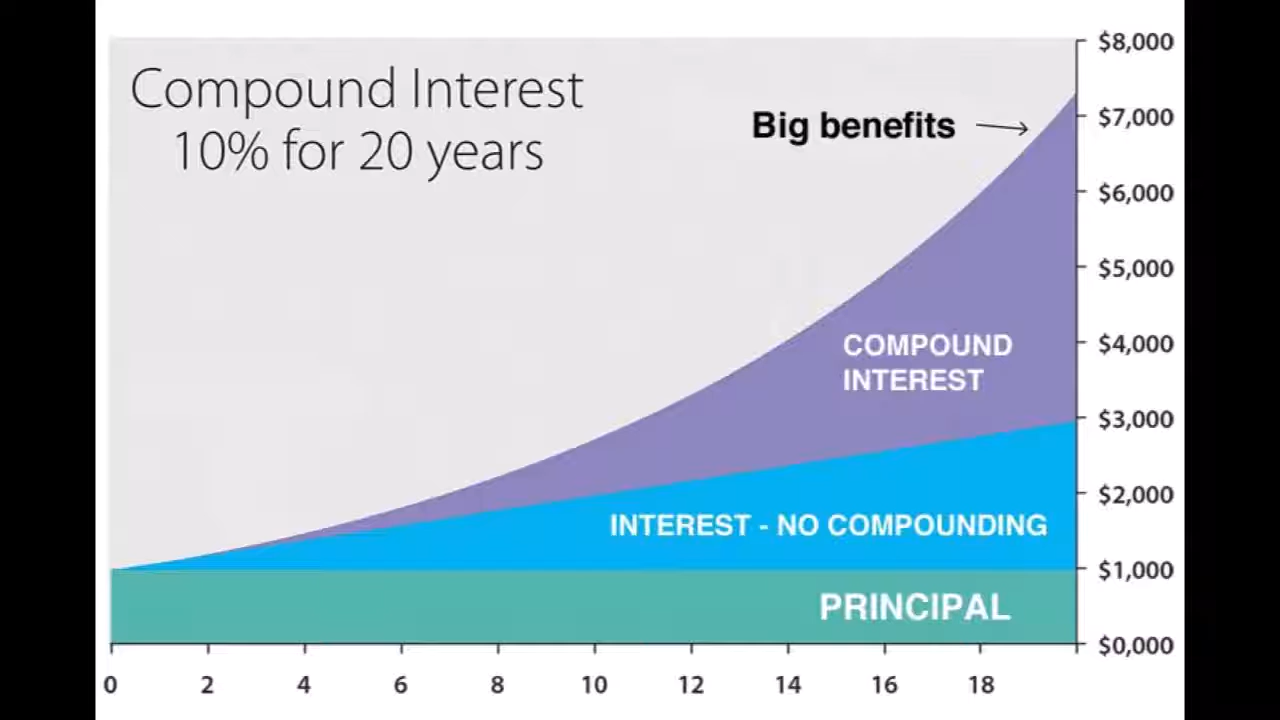 Compound Interest
10% for 20 years
Big benefits
COMPOUND
INTEREST
INTEREST - NO COMPOUNDING
PRINCIPAL
$8,000
$7,000
$6,000
$5,000
$4,000
$3,000
$2,000
$1,000
$0,000
0 2 4 6 8 10 12 14 16 18